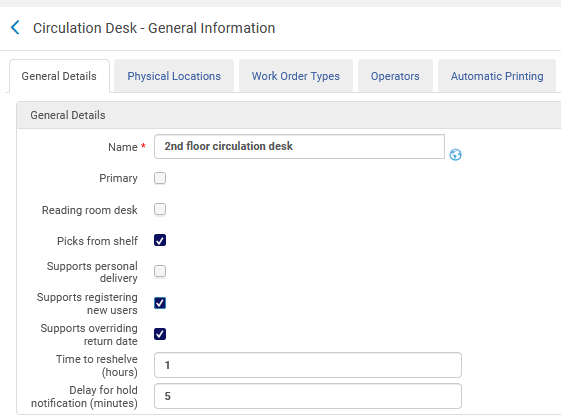 Circulation Desk - General Information
General Details
Physical Locations
Work Order Types
Operators
Automatic Printing
General Details
Name *
2nd floor circulation desk
Primary
Reading room desk
Picks from shelf
Supports personal
delivery
Supports registering
new users
Supports overriding
return date
Time to reshelve
(hours)
1
Delay for hold
notification (minutes)
5